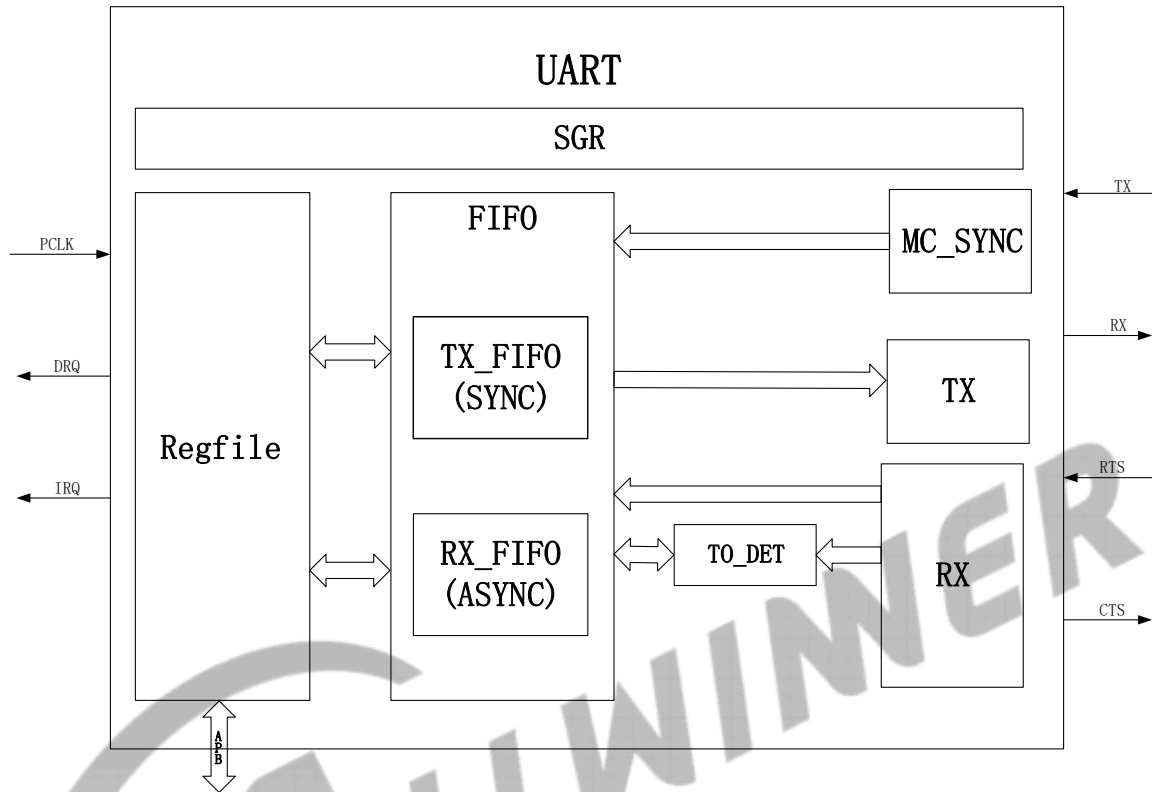 UART
SGR
TX
FIFO
MC_SYNC
PCLK
RX
TX_FIFO
(SYNC)
TX
DRQ
Regfile
RTS
IRQ
RX_FIFO
(ASYNC)
TO_DET
RX
CTS
APB
ALLWINNER